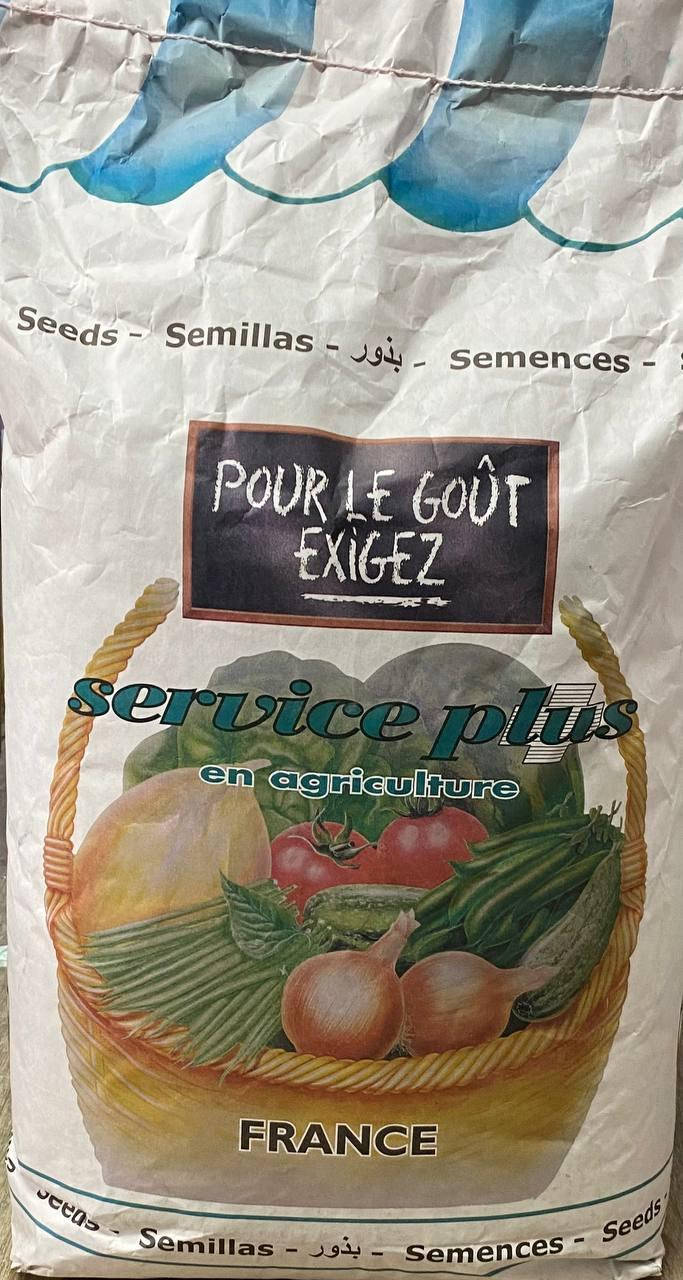 Seeds - Semillas - بذور - Semences -
POUR LE GOÛT
EXIGEZ
service plus
en agriculture
FRANCE
Seeds - Semillas - بذور - Semences - Seeds -